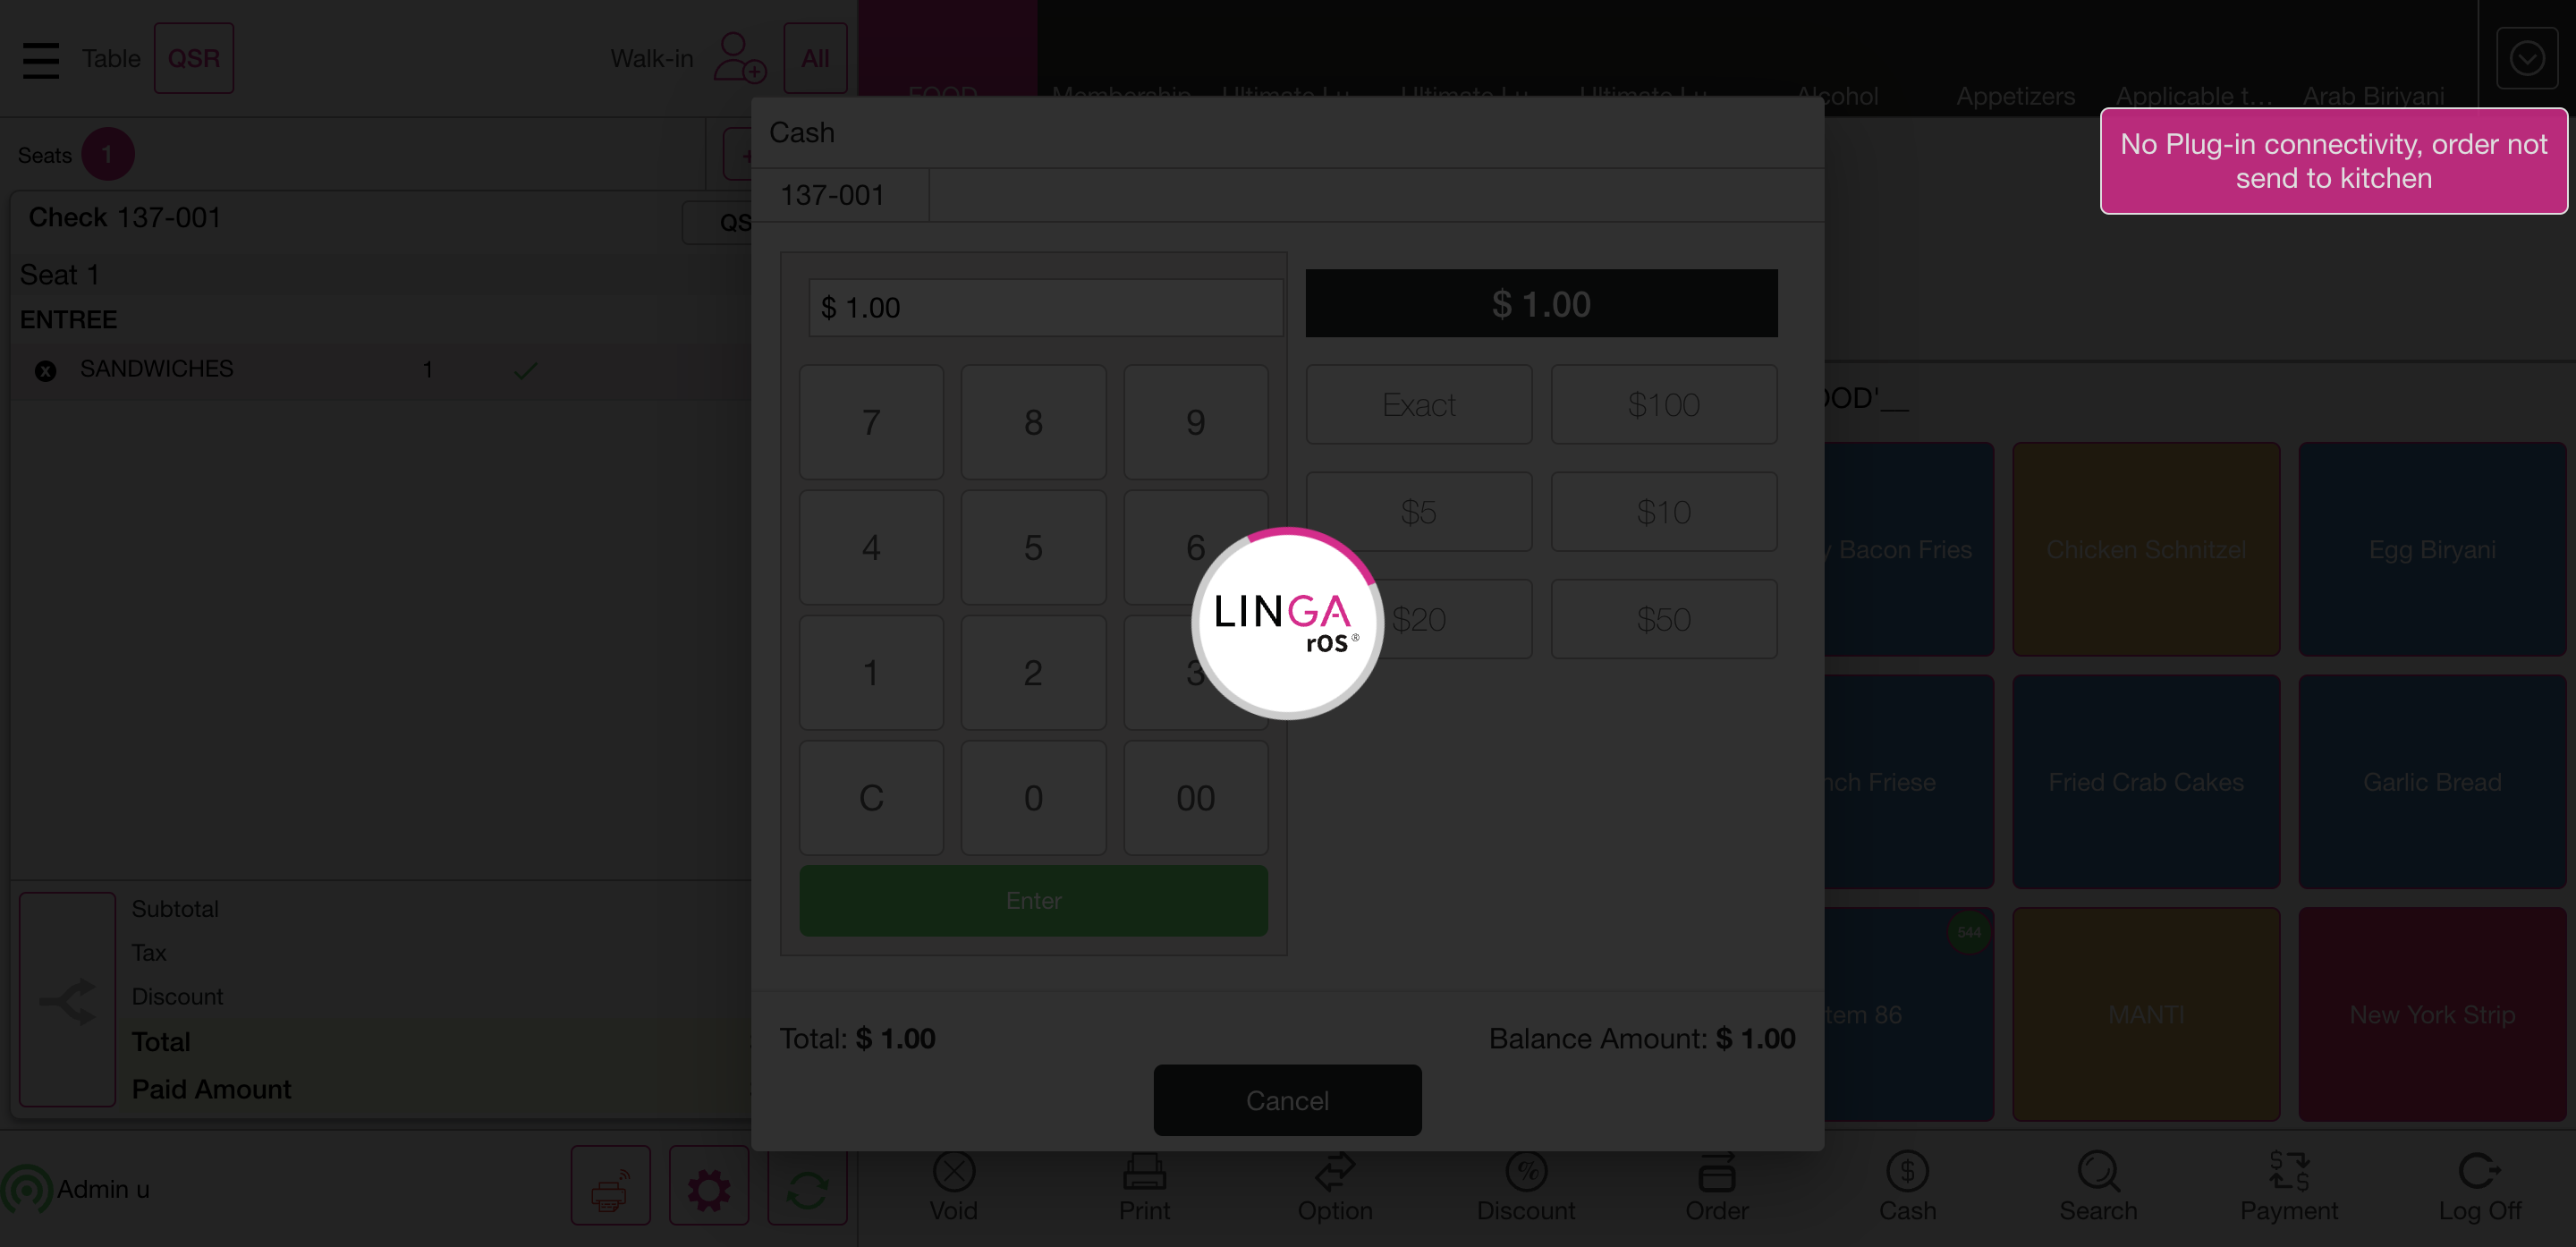 Table QSR Walk-in All
FOOD Membership Ultimate Lu Ultimate Lu Ultimate Lu Alcohol Appetizers Applicable t... Arab Biriyani
No Plug-in connectivity, order not
send to kitchen
Seats 1
+
Check 137-001
QS
Seat 1
ENTREE
SANDWICHES 1
Subtotal
Tax
Discount
Total
Paid Amount
Admin u
Cash
137-001
$ 1.00
$ 1.00
7 8 9
4 5 6
1 2 3
C 0 00
Enter
Exact $100
$5 $10
$20 $50
LINGA
rOS®
Total: $ 1.00
Balance Amount: $ 1.00
Cancel
OOD'__
y Bacon Fries
Chicken Schnitzel
Egg Biryani
nch Friese
Fried Crab Cakes
Garlic Bread
544
tem 86
MANTI
New York Strip
Void Print Option Discount Order Cash Search Payment Log Off